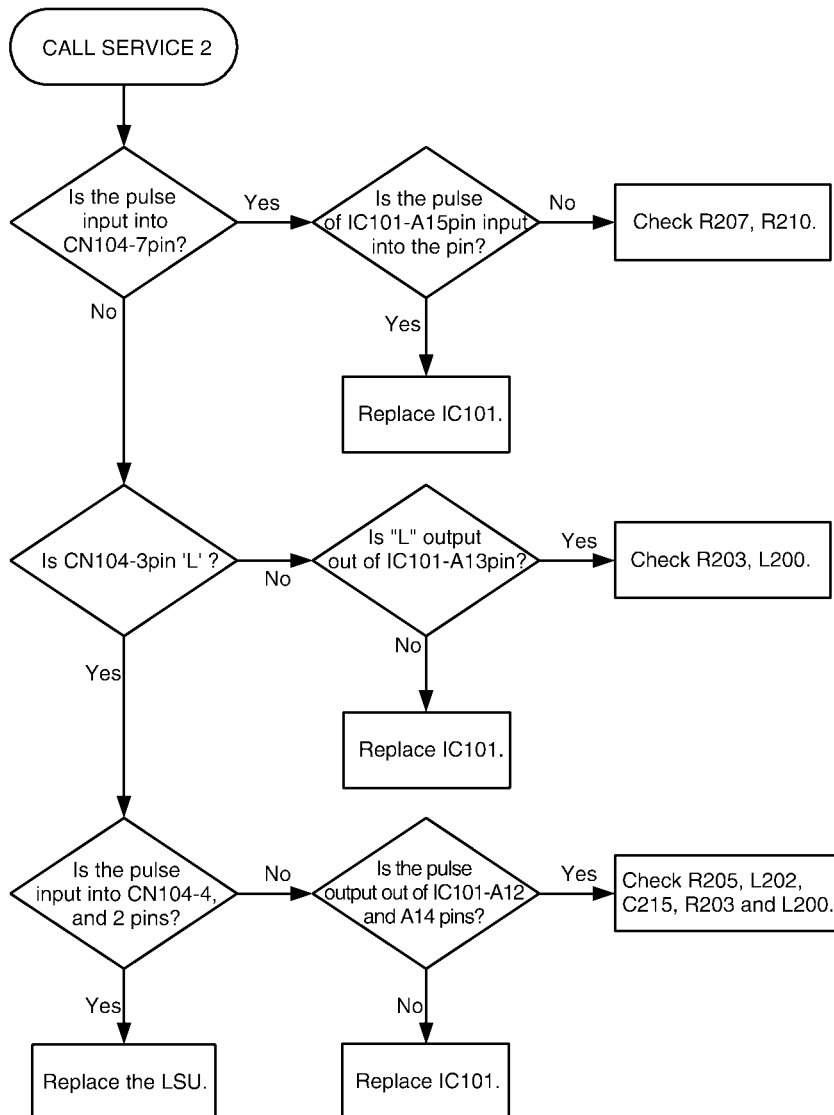 CALL SERVICE 2
Is the pulse
input into
CN104-7pin?
Yes
Is the pulse
of IC101-A15pin input
into the pin?
No
Check R207, R210.
No
Yes
Replace IC101.
Is CN104-3pin 'L' ?
No
Is "L" output
out of IC101-A13pin?
Yes
Check R203, L200.
Yes
No
Replace IC101.
Is the pulse
input into CN104-4,
and 2 pins?
No
Is the pulse
output out of IC101-A12
and A14 pins?
Yes
Check R205, L202,
C215, R203 and L200.
Yes
No
Replace the LSU.
Replace IC101.